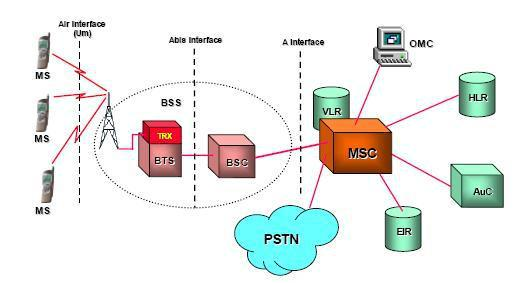 Air Interface
(Um)
Abis Interface
A Interface
OMC
MS
BSS
VLR
HLR
MS
TRX
BTS
BSC
MSC
MS
AuC
PSTN
EIR